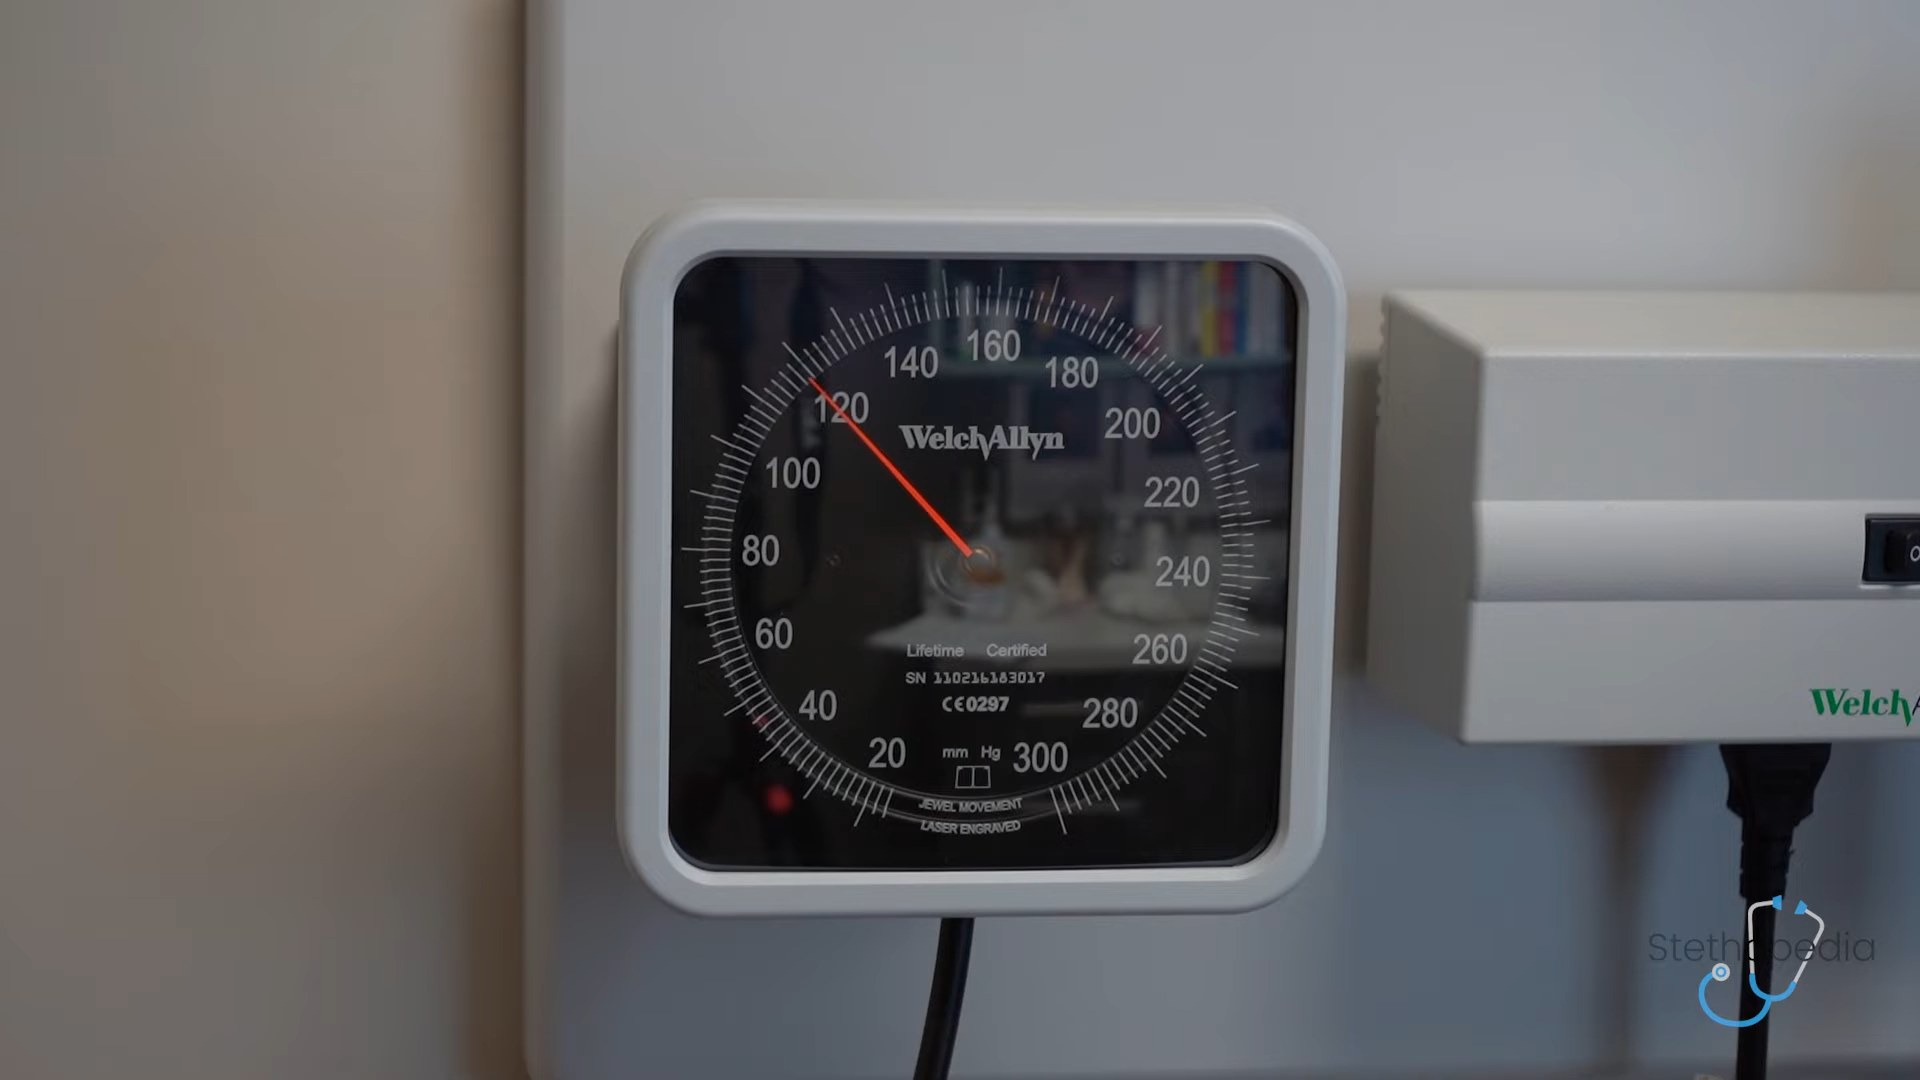 160
140
180
120
200
WelchAllyn
100
220
80
240
60
Lifetime Certified
260
SN 110216183017
CE0297
40
280
20
mm Hg
300
JEWEL MOVEMENT
LASER ENGRAVED
Welch
Stethopedia